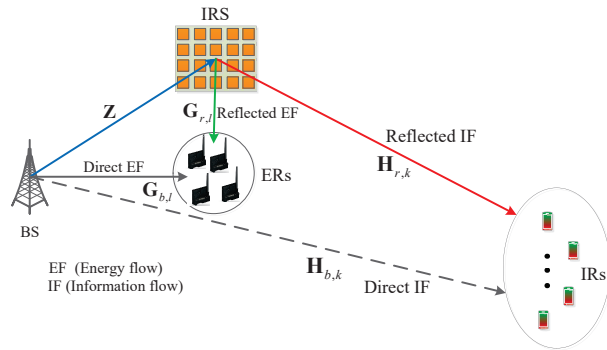 IRS
Z
G_{r,l} Reflected EF
Reflected IF
H_{r,k}
Direct EF
ERs
G_{b,l}
BS
H_{b,k}
IRs
EF (Energy flow)
Direct IF
IF (Information flow)